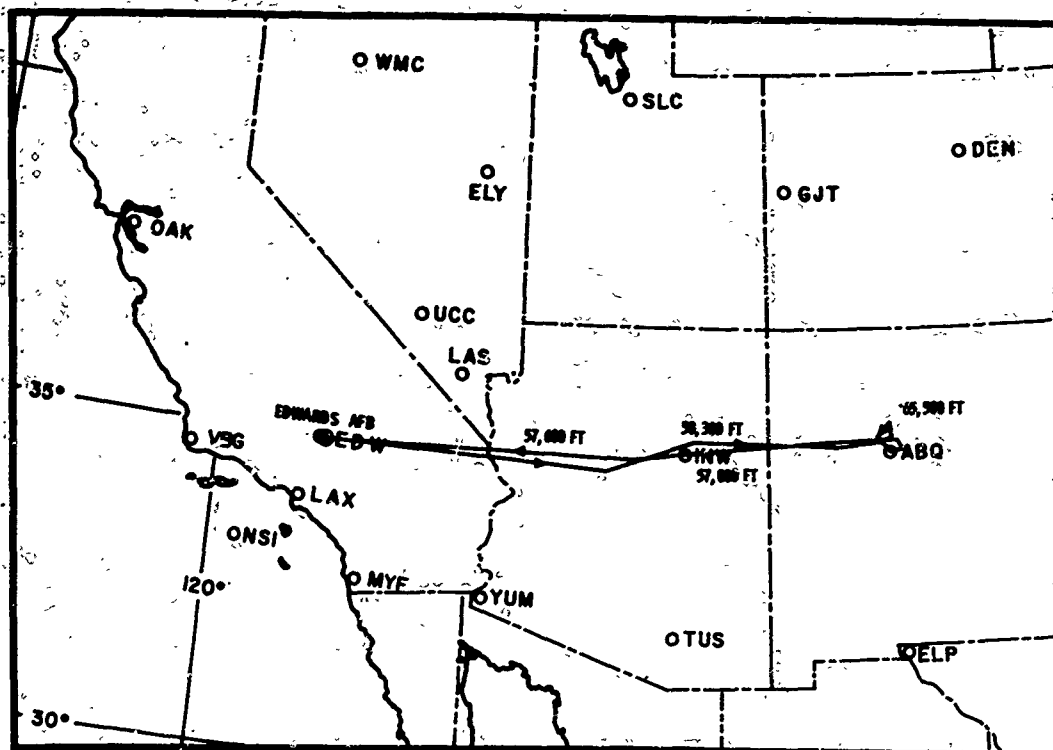 WMC
SLC
DEN
ELY
GJT
OAK
UCC
LAS
35°
EDWARDS AFB
EDW
57,000 FT
58,300 FT
65,500 FT
VBG
INW
ABQ
57,000 FT
LAX
NSI
120°
MYF
YUM
TUS
ELP
30°